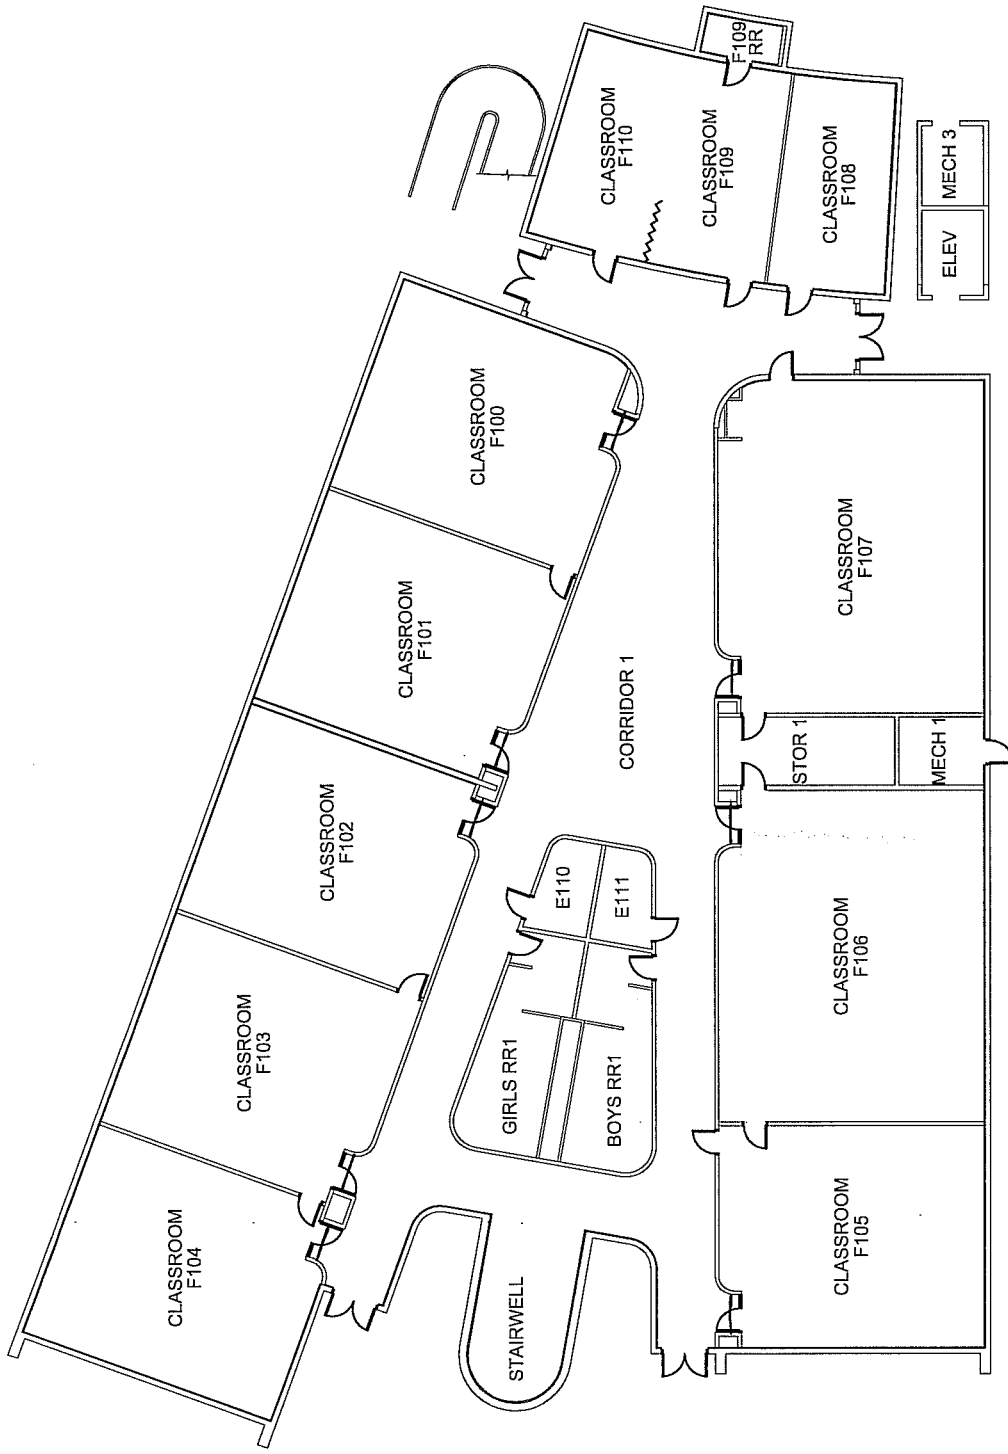 F109
RR
CLASSROOM
F110
CLASSROOM
F109
CLASSROOM
F108
MECH 3
ELEV
CLASSROOM
F100
CLASSROOM
F101
CLASSROOM
F102
CLASSROOM
F103
CLASSROOM
F104
CORRIDOR 1
CLASSROOM
F107
STOR 1
MECH 1
E110
E111
GIRLS RR1
BOYS RR1
CLASSROOM
F106
CLASSROOM
F105
STAIRWELL